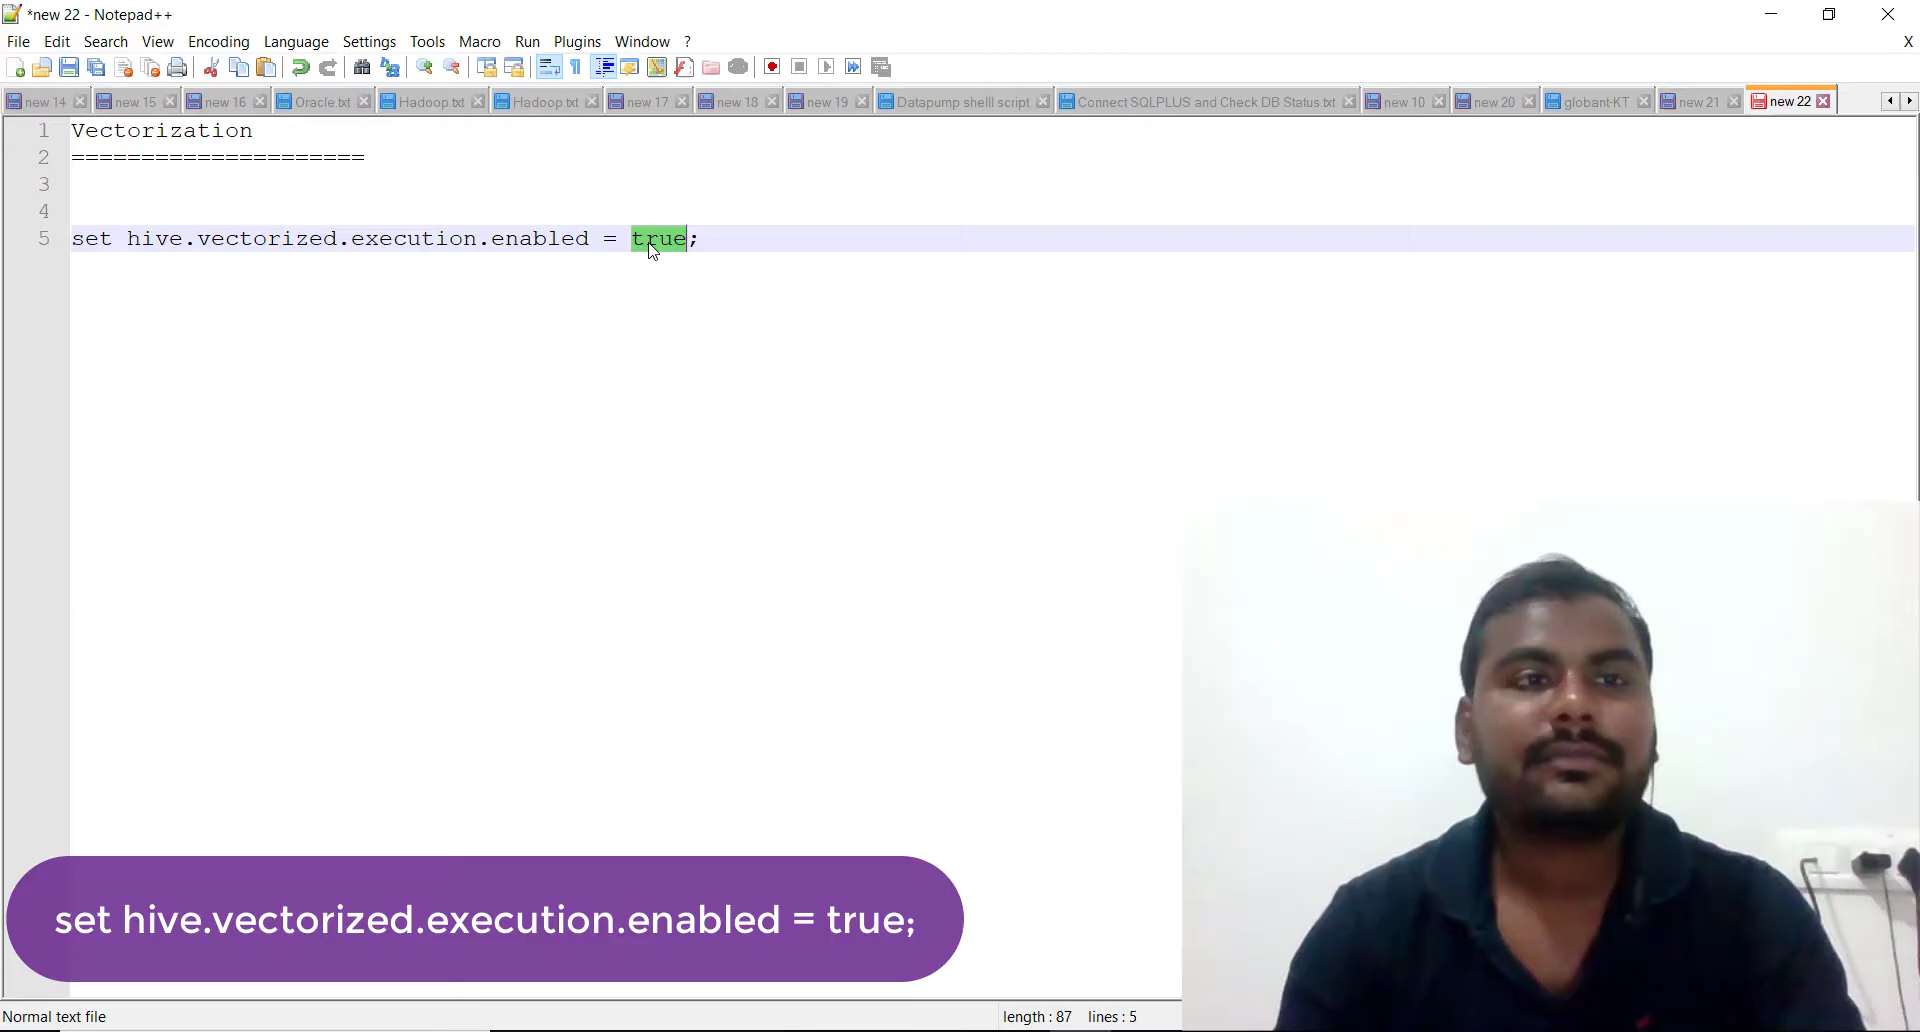 *new 22 - Notepad++
File Edit Search View Encoding Language Settings Tools Macro Run Plugins Window ? X
new 14 new 15 new 16 Oracle.txt Hadoop.txt Hadoop txt new 17 new 18 new 19 Datapump shelll script Connect SQLPLUS and Check DB Status.txt new 10 new 20 globant-KT new 21 new 22
1 Vectorization
2 =====================
3
4
5 set hive.vectorized.execution.enabled = true;
set hive.vectorized.execution.enabled = true;
Normal text file length : 87 lines : 5